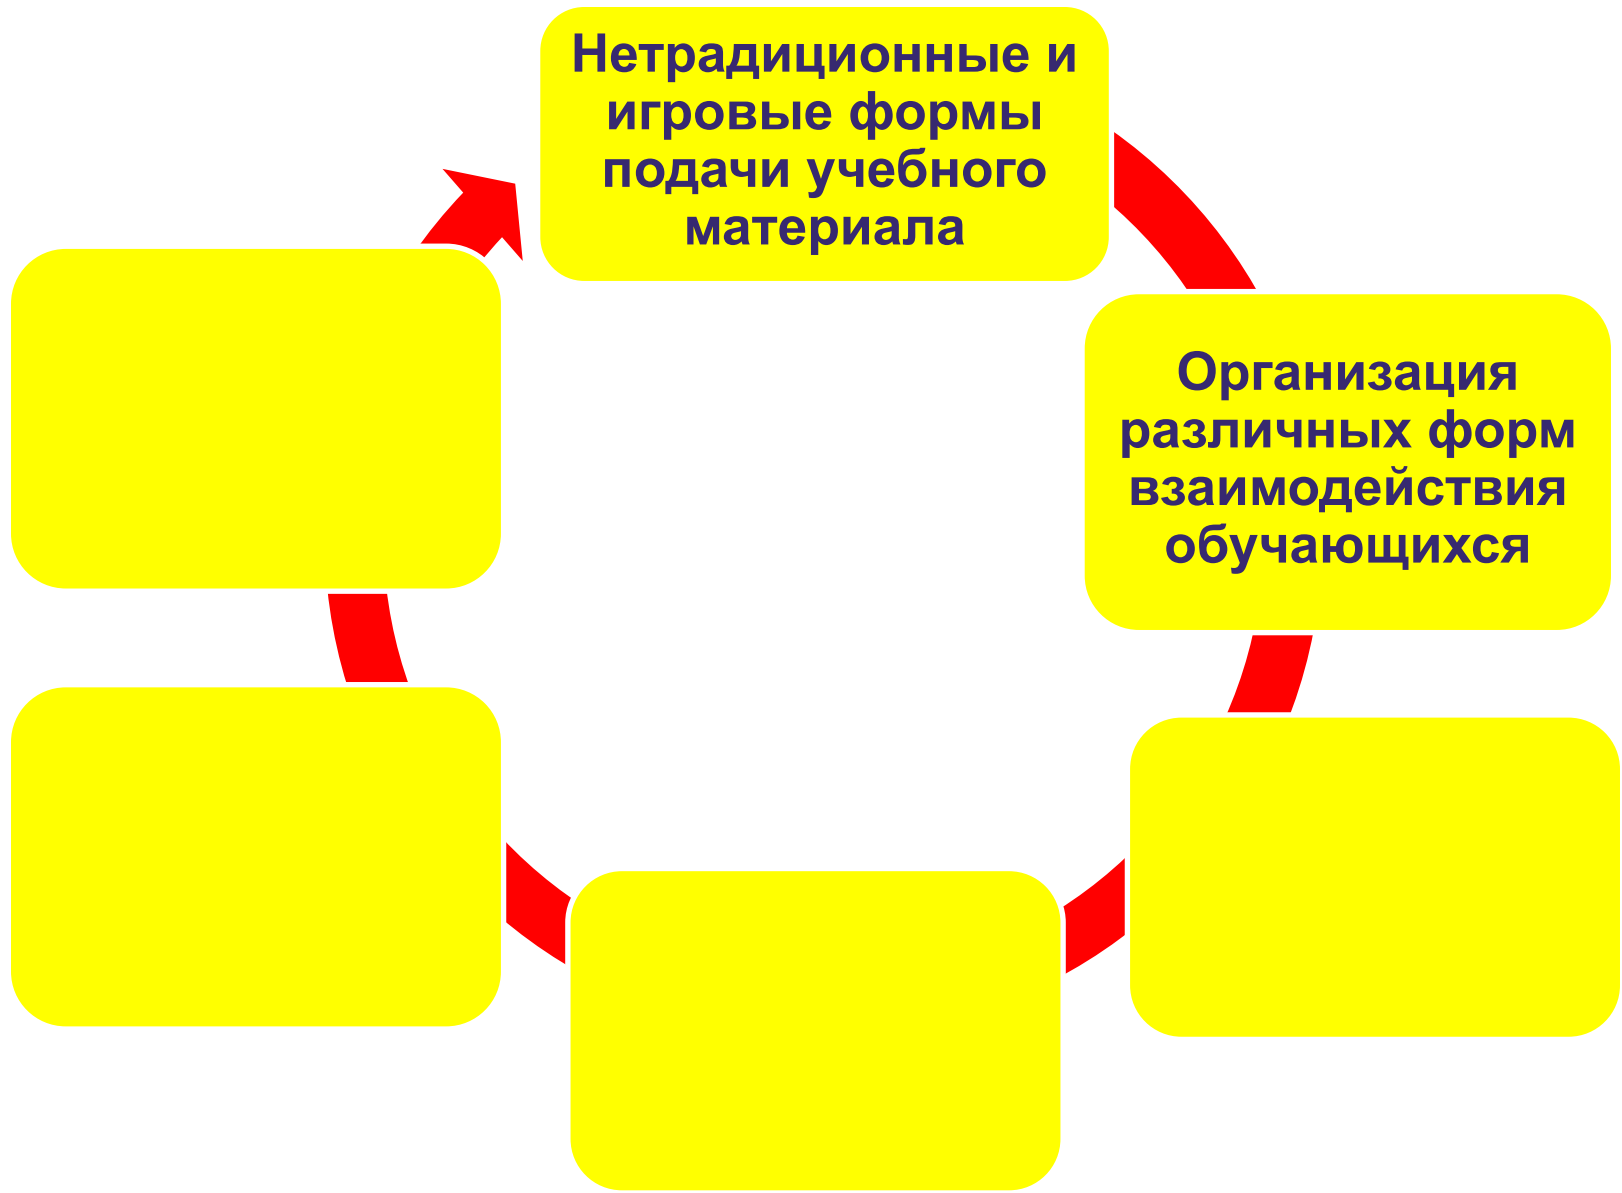 Нетрадиционные и
игровые формы
подачи учебного
материала
Организация
различных форм
взаимодействия
обучающихся